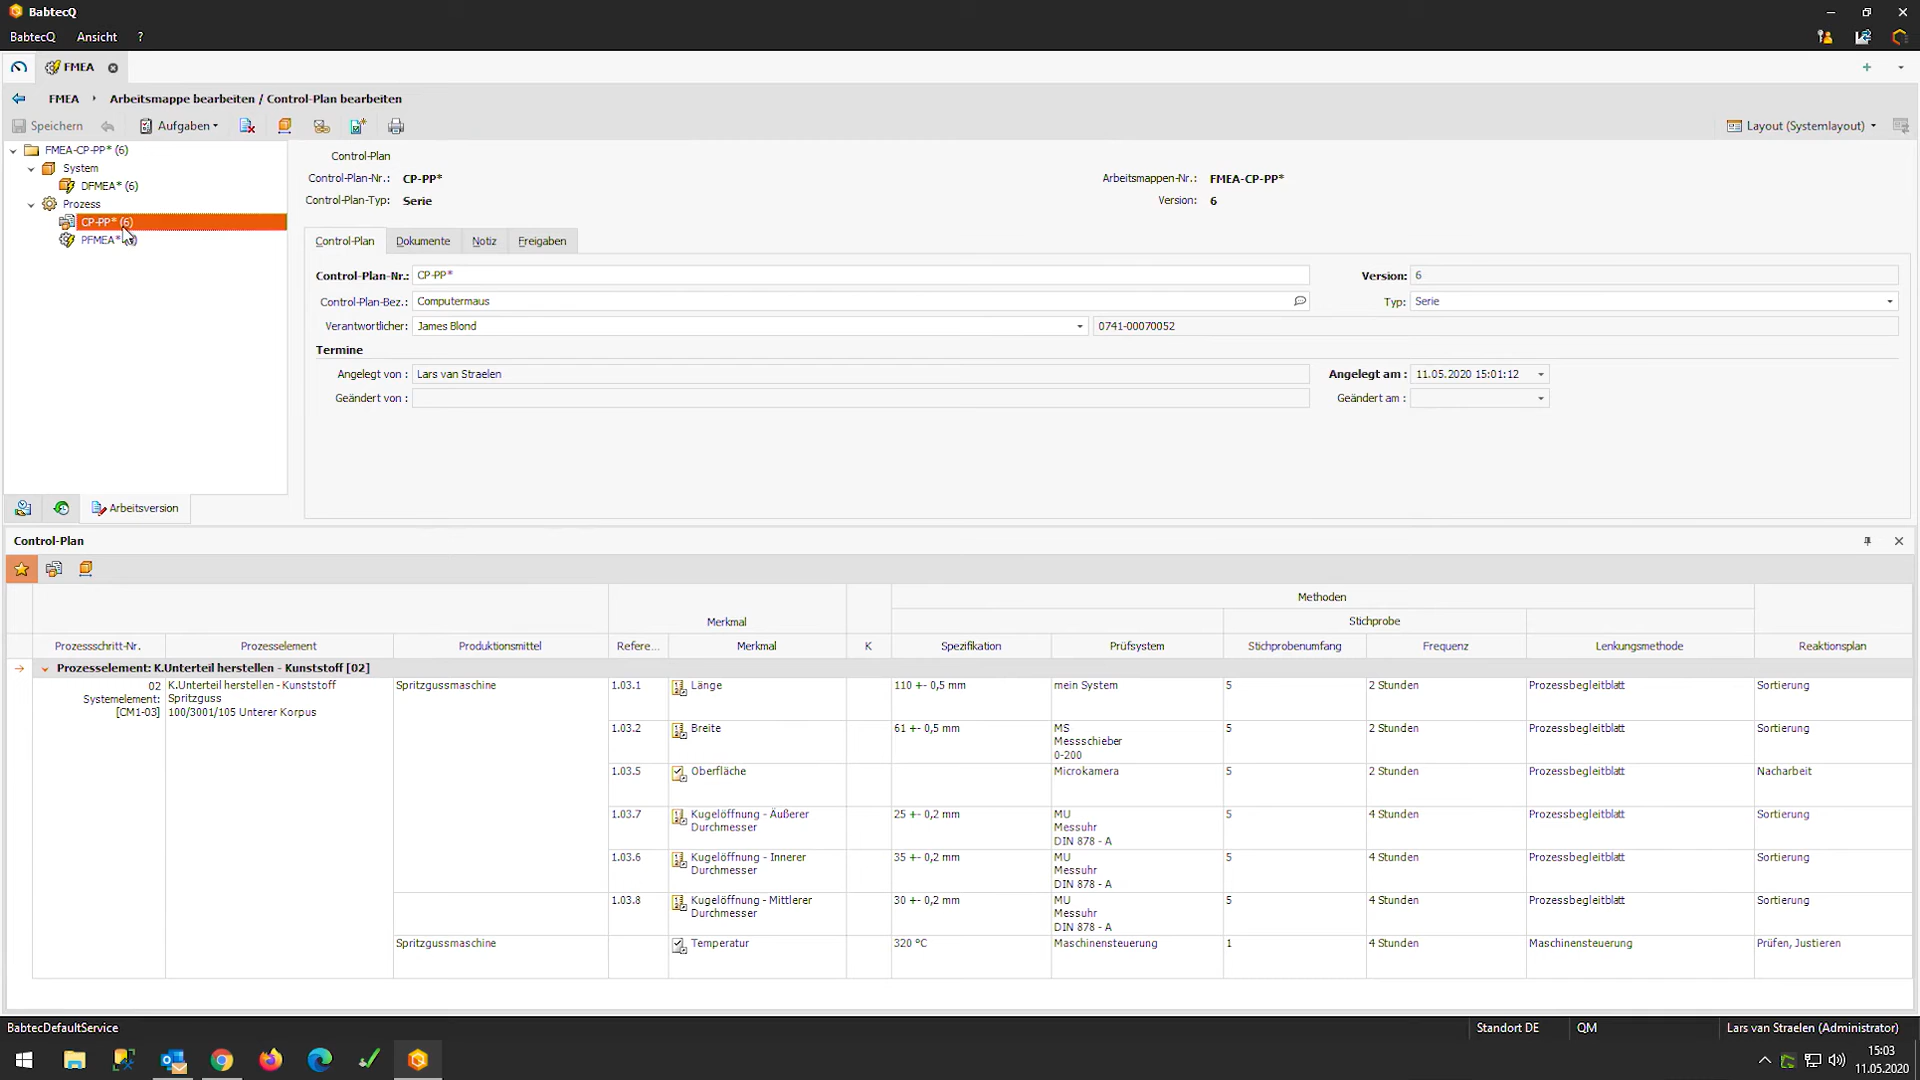 BabtecQ
BabtecQ Ansicht ?
FMEA
FMEA Arbeitsmappe bearbeiten / Control-Plan bearbeiten
Speichern Aufgaben Layout (Systemlayout)
FMEA-CP-PP* (6)
System
DFMEA* (6)
Prozess
CP-PP* (6)
PFMEA*
Arbeitsversion
Control-Plan
Control-Plan-Nr.: CP-PP* Arbeitsmappen-Nr.: FMEA-CP-PP*
Control-Plan-Typ: Serie Version: 6
Control-Plan Dokumente Notiz Freigaben
Control-Plan-Nr.: CP-PP* Version: 6
Control-Plan-Bez.: Computermaus Typ: Serie
Verantwortlicher: James Blond 0741-00070052
Termine
Angelegt von : Lars van Straelen Angelegt am : 11.05.2020 15:01:12
Geändert von : Geändert am :
Control-Plan
Methoden
Merkmal Stichprobe
Prozessschritt-Nr. Prozesselement Produktionsmittel Refere... Merkmal K Spezifikation Prüfsystem Stichprobenumfang Frequenz Lenkungsmethode Reaktionsplan
Prozesselement: K.Unterteil herstellen - Kunststoff [02]
02 K.Unterteil herstellen - Kunststoff Spritzgussmaschine 1.03.1 Länge 110 +- 0,5 mm mein System 5 2 Stunden Prozessbegleitblatt Sortierung
Systemelement: Spritzguss
[CM1-03] 100/3001/105 Unterer Korpus
1.03.2 Breite 61 +- 0,5 mm MS 5 2 Stunden Prozessbegleitblatt Sortierung
Messschieber
0-200
1.03.5 Oberfläche Microkamera 5 2 Stunden Prozessbegleitblatt Nacharbeit
1.03.7 Kugelöffnung - Äußerer 25 +- 0,2 mm MU 5 4 Stunden Prozessbegleitblatt Sortierung
Durchmesser Messuhr
DIN 878 - A
1.03.6 Kugelöffnung - Innerer 35 +- 0,2 mm MU 5 4 Stunden Prozessbegleitblatt Sortierung
Durchmesser Messuhr
DIN 878 - A
1.03.8 Kugelöffnung - Mittlerer 30 +- 0,2 mm MU 5 4 Stunden Prozessbegleitblatt Sortierung
Durchmesser Messuhr
DIN 878 - A
Spritzgussmaschine Temperatur 320 °C Maschinensteuerung 1 4 Stunden Maschinensteuerung Prüfen, Justieren
BabtecDefaultService Standort DE QM Lars van Straelen (Administrator)
15:03
11.05.2020